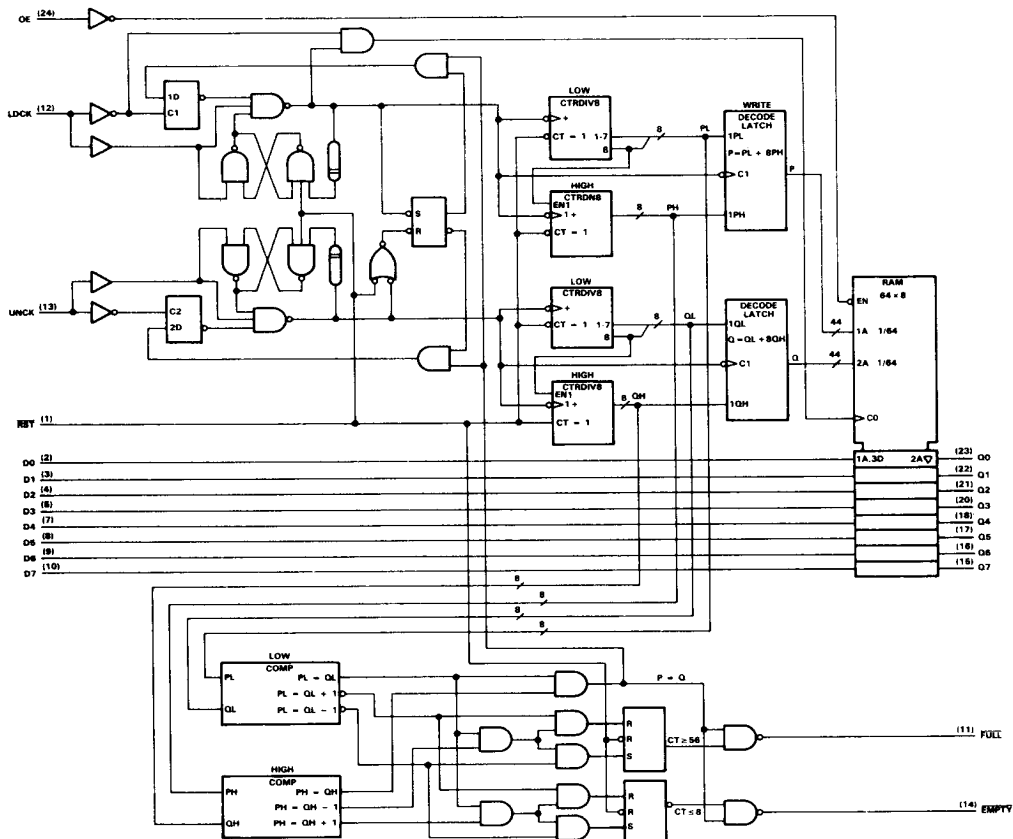 OE (24)
LDCK (12)
1D
C1
LOW
CTRDIV8
+
CT = 1
1-7
8
8
PL
WRITE
DECODE
LATCH
1PL
P=PL + 8PH
C1
1PH
P
HIGH
CTRDN8
EN1
1+
CT = 1
8
PH
S
R
UNCK (13)
C2
2D
LOW
CTRDIV8
+
CT = 1
1-7
8
8
QL
DECODE
LATCH
1QL
Q=QL + 8QH
C1
1QH
Q
HIGH
CTRDIV8
EN1
1+
CT = 1
8
QH
RAM
64 × 8
EN
44
1A 1/64
44
2A 1/64
C0
RST (1)
D0 (2)
1A.3D 2A▽
(23) Q0
D1 (3)
(22) Q1
D2 (4)
(21) Q2
D3 (5)
(20) Q3
D4 (7)
(18) Q4
D5 (8)
(17) Q5
D6 (9)
(16) Q6
D7 (10)
(15) Q7
8
8
8
8
LOW
COMP
PL
PL = QL
PL = QL + 1
QL
PL = QL - 1
P = Q
R
R
S
CT ≥ 56
(11) FULL
HIGH
COMP
PH
PH = QH
PH = QH - 1
QH
PH = QH + 1
R
R
S
CT ≤ 8
(14) EMPTY